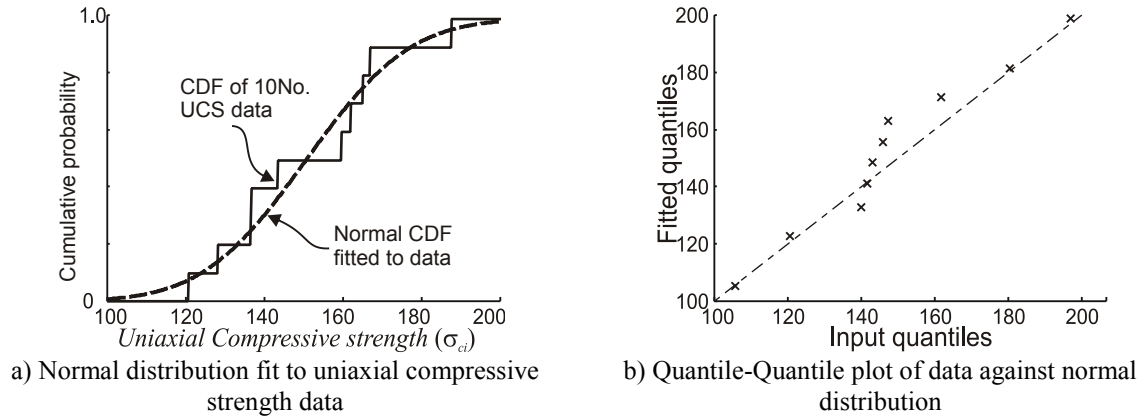 1.0
CDF of 10No.
UCS data
Cumulative probability
Normal CDF
fitted to data
0
100 120 140 160 180 200
Uniaxial Compressive strength (σci)
a) Normal distribution fit to uniaxial compressive
strength data
200
180
160
140
120
100
Fitted quantiles
100 120 140 160 180 200
Input quantiles
b) Quantile-Quantile plot of data against normal
distribution